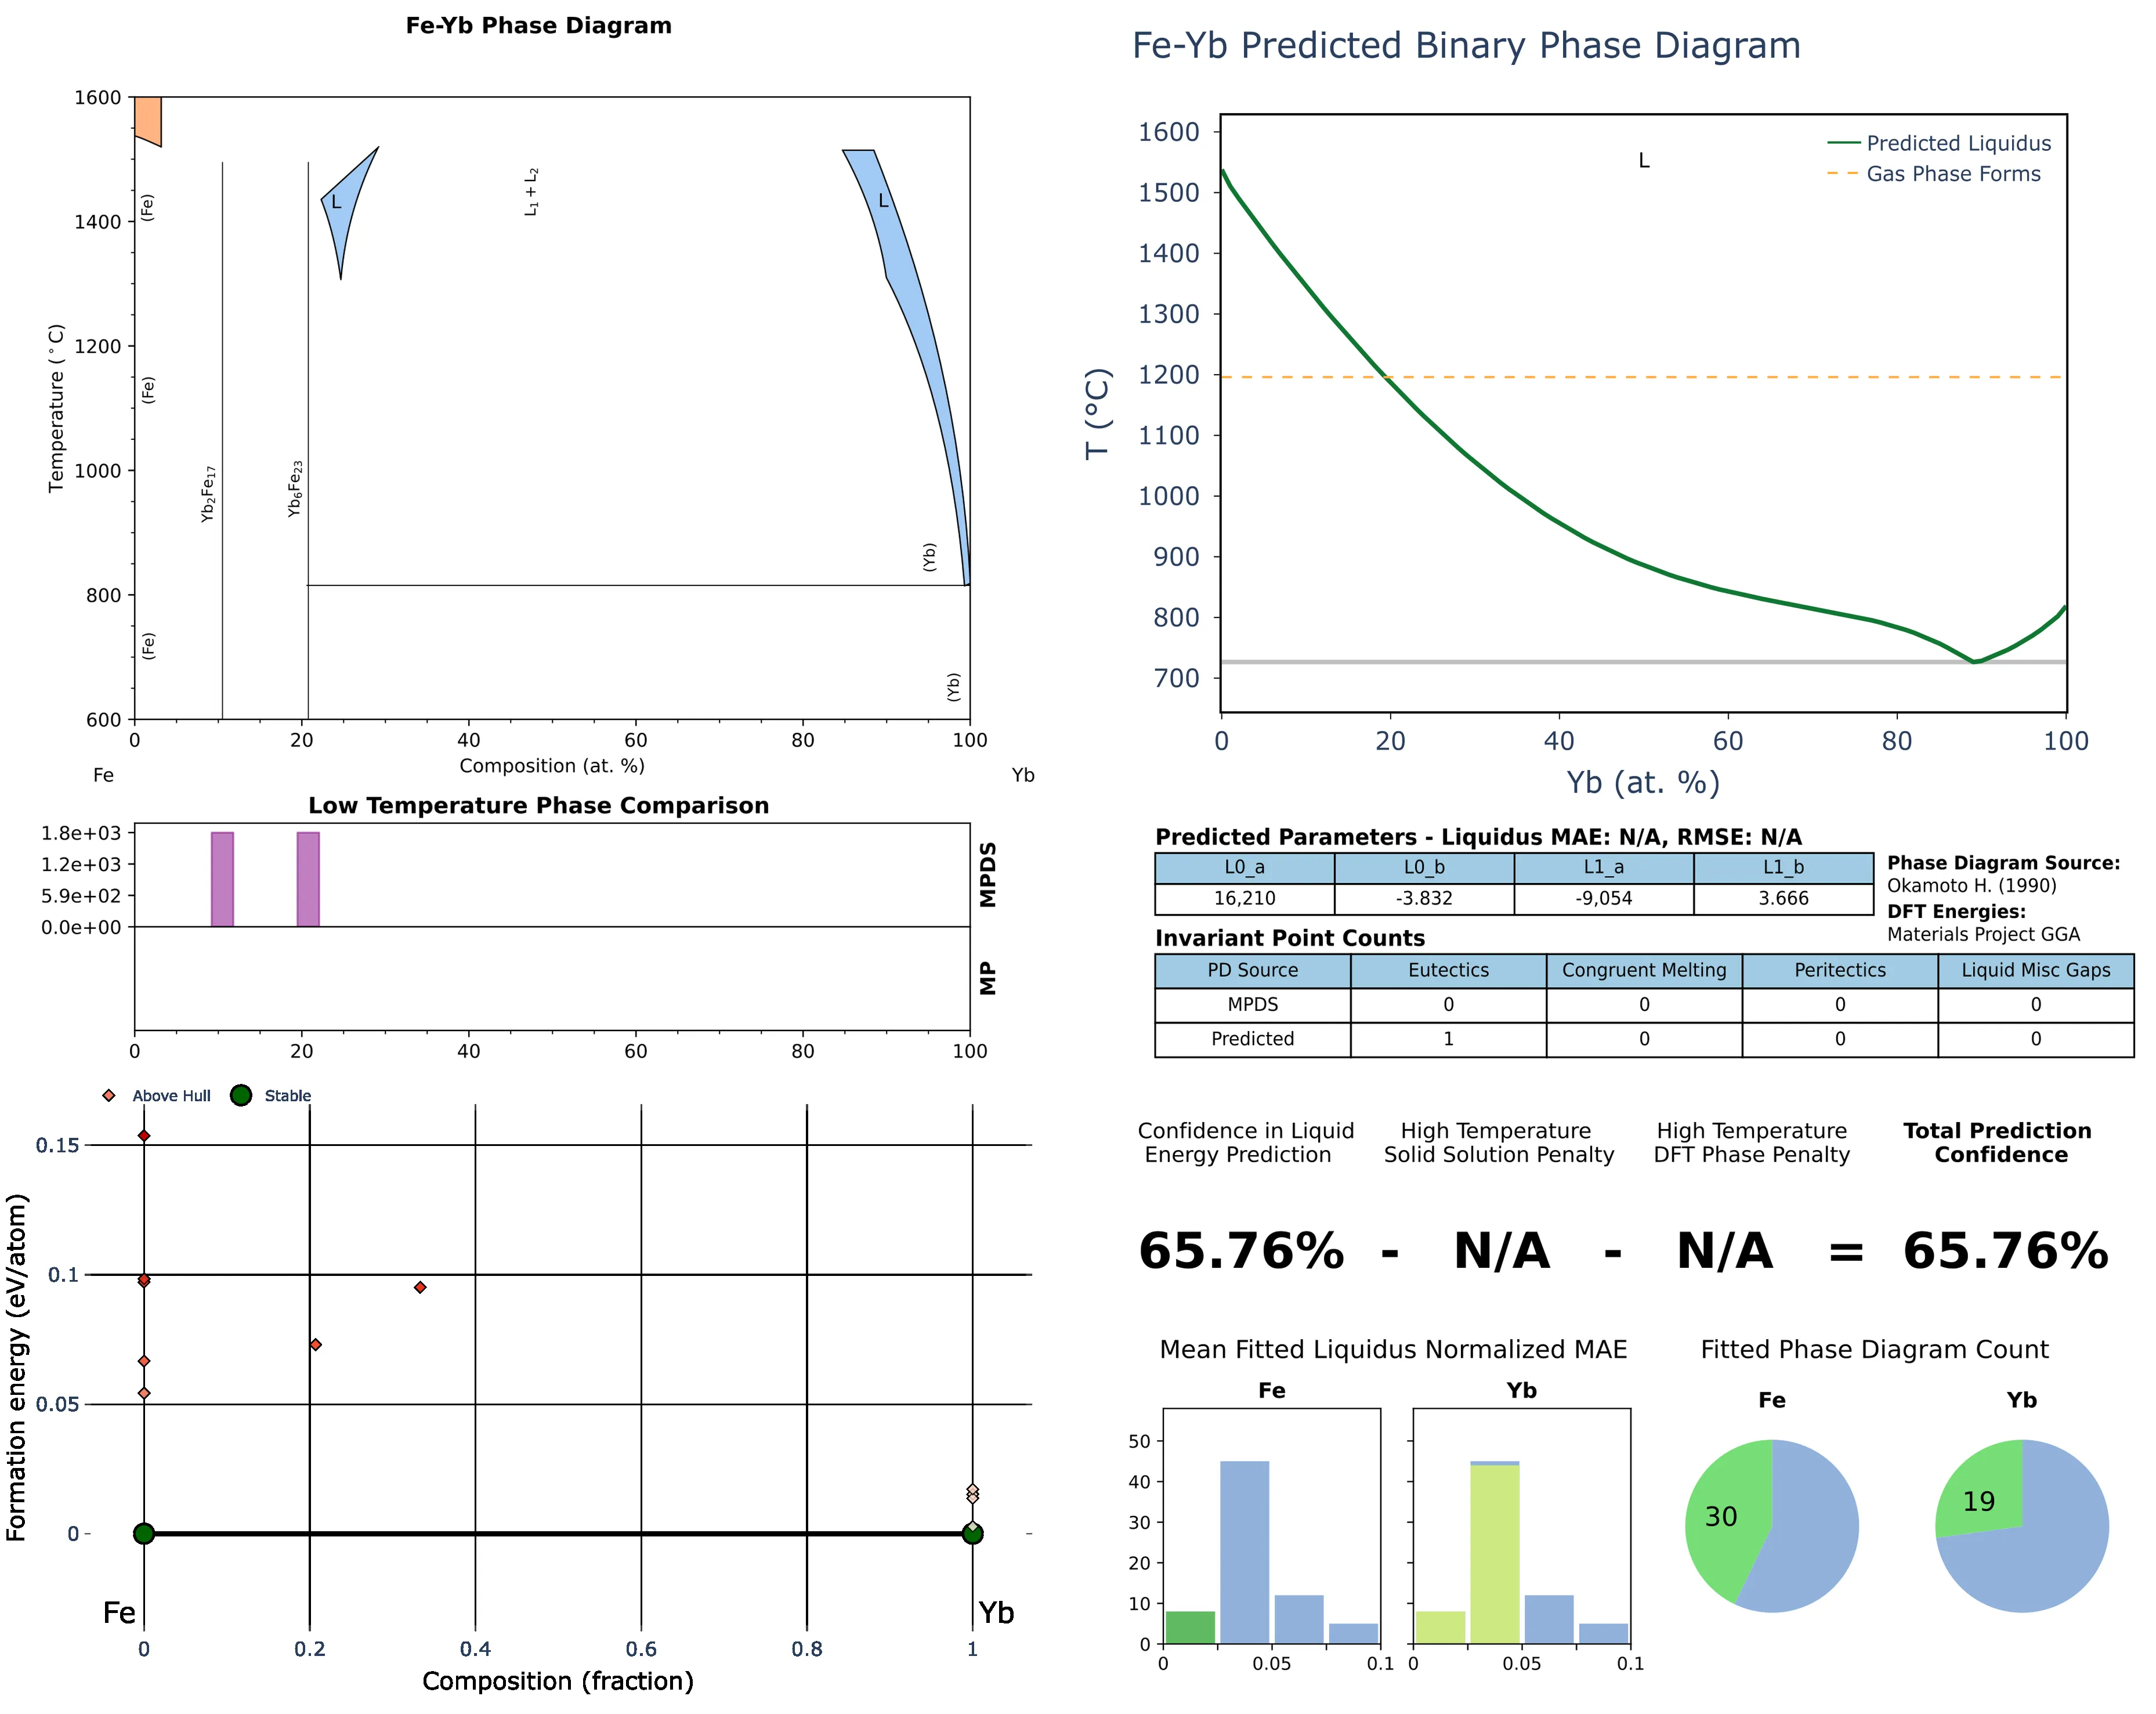 Fe-Yb Phase Diagram
1600
1400
1200
1000
800
600
Temperature (°C)
(Fe)
(Fe)
(Fe)
Yb2Fe17
Yb6Fe23
L
L1 + L2
L
(Yb)
(Yb)
0 20 40 60 80 100
Fe Composition (at. %) Yb
Low Temperature Phase Comparison
1.8e+03
1.2e+03
5.9e+02
0.0e+00
MPDS
MP
0 20 40 60 80 100
Above Hull Stable
0.15
0.1
0.05
0
Formation energy (eV/atom)
Fe Yb
0 0.2 0.4 0.6 0.8 1
Composition (fraction)
Fe-Yb Predicted Binary Phase Diagram
1600
1500
1400
1300
1200
1100
1000
900
800
700
T (°C)
L
Predicted Liquidus
Gas Phase Forms
0 20 40 60 80 100
Yb (at. %)
Predicted Parameters - Liquidus MAE: N/A, RMSE: N/A
L0_a L0_b L1_a L1_b
16,210 -3.832 -9,054 3.666
Phase Diagram Source:
Okamoto H. (1990)
DFT Energies:
Materials Project GGA
Invariant Point Counts
PD Source Eutectics Congruent Melting Peritectics Liquid Misc Gaps
MPDS 0 0 0 0
Predicted 1 0 0 0
Confidence in Liquid
Energy Prediction
High Temperature
Solid Solution Penalty
High Temperature
DFT Phase Penalty
Total Prediction
Confidence
65.76% - N/A - N/A = 65.76%
Mean Fitted Liquidus Normalized MAE
Fe Yb
50
40
30
20
10
0
0 0.05 0.1
0 0.05 0.1
Fitted Phase Diagram Count
Fe Yb
30 19